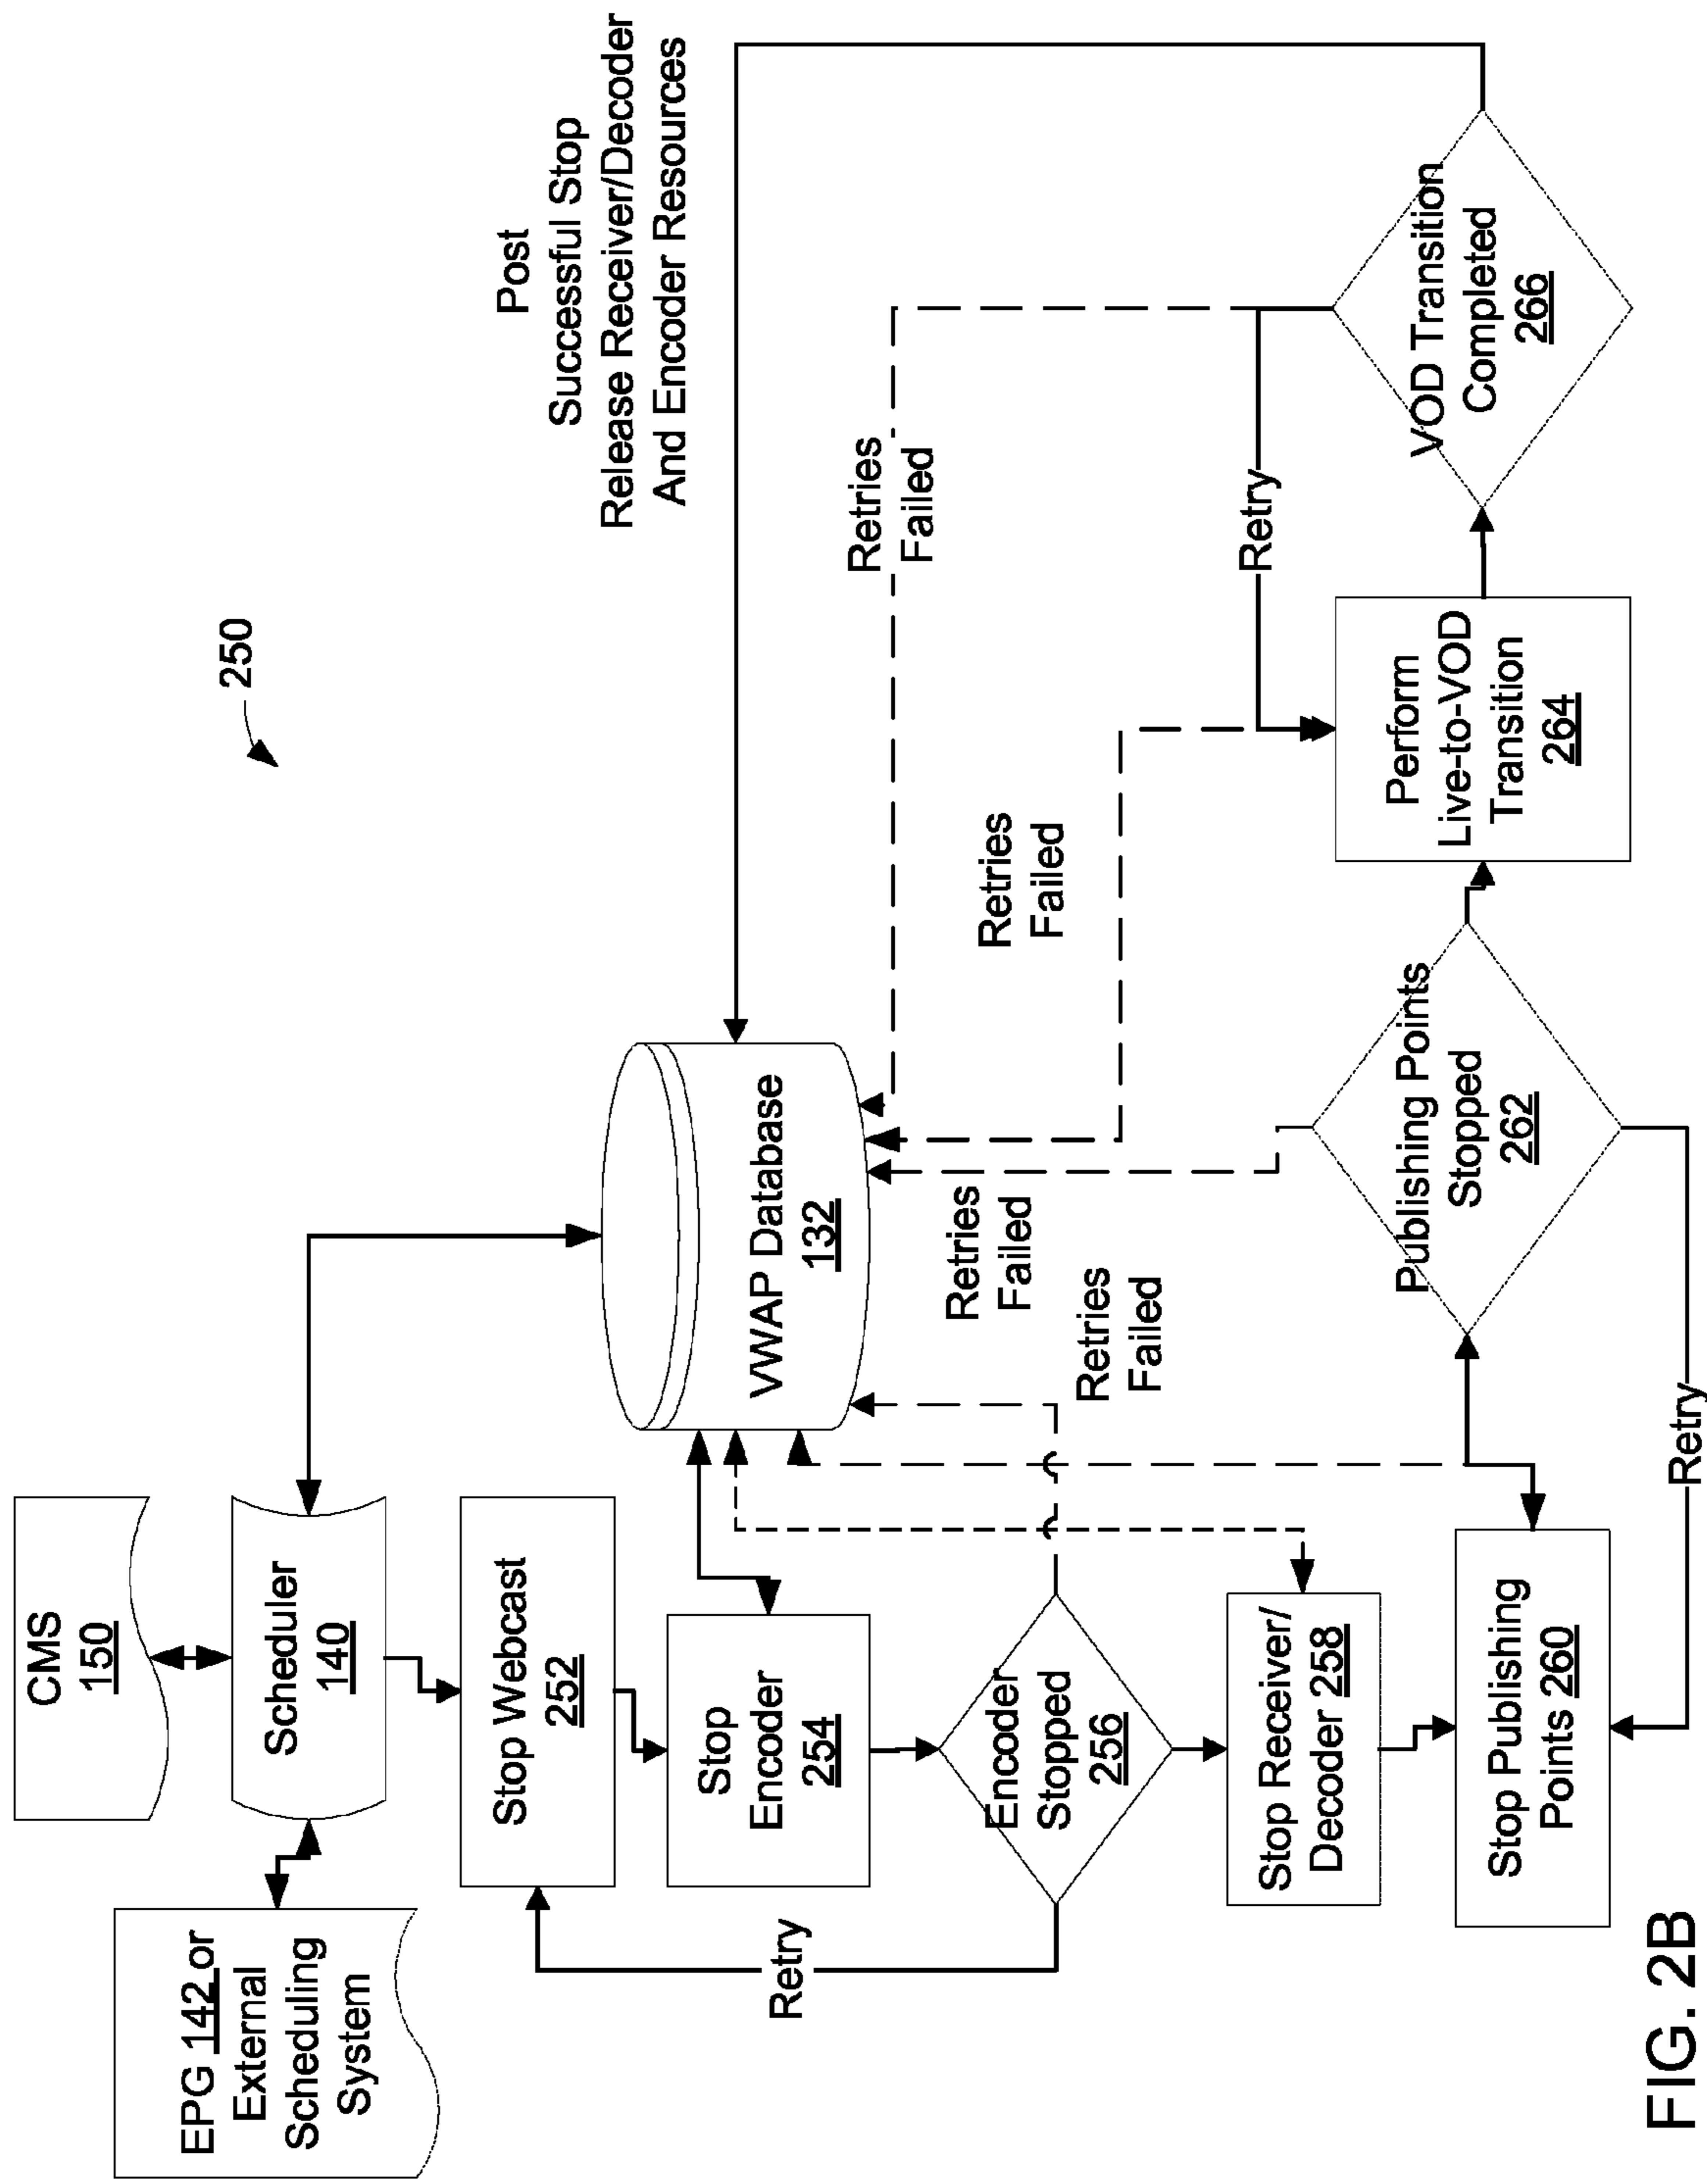 CMS
150
EPG 142 or
External
Scheduling
System
Scheduler
140
250
Stop Webcast
252
Post
Successful Stop
Release Receiver/Decoder
And Encoder Resources
Stop
Encoder
254
VWAP Database
132
Retry
Encoder
Stopped
256
Retries
Failed
Retries
Failed
Retries
Failed
Retries
Failed
Stop Receiver/
Decoder 258
Retry
Stop Publishing
Points 260
Publishing Points
Stopped
262
Perform
Live-to-VOD
Transition
264
VOD Transition
Completed
266
Retry
FIG. 2B